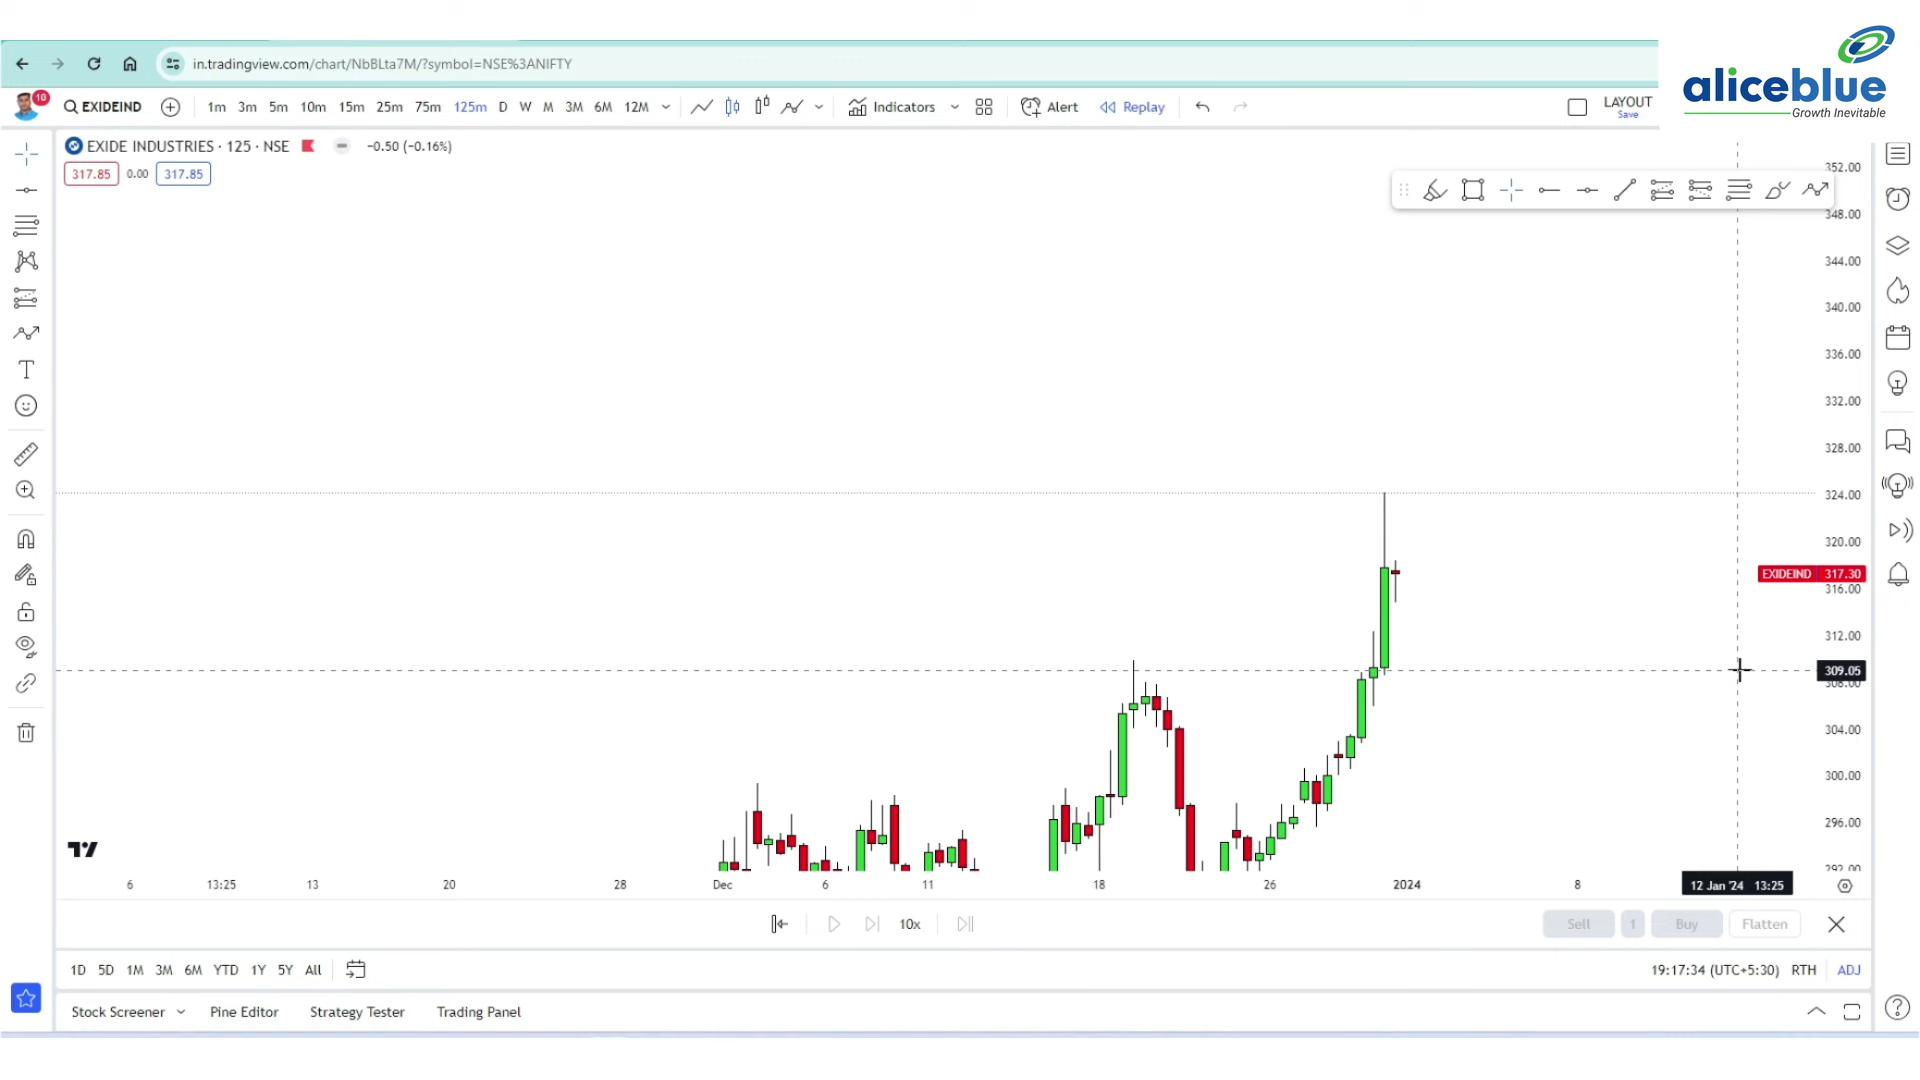 in.tradingview.com/chart/NbBLta7M/?symbol=NSE%3ANIFTY
aliceblue
Growth Inevitable
10
EXIDEIND
1m 3m 5m 10m 15m 25m 75m 125m D W M 3M 6M 12M
Indicators
Alert
Replay
LAYOUT
Save
EXIDE INDUSTRIES · 125 · NSE
−0.50 (−0.16%)
317.85 0.00 317.85
352.00
348.00
344.00
340.00
336.00
332.00
328.00
324.00
320.00
EXIDEIND 317.30
316.00
312.00
309.05
308.00
304.00
300.00
296.00
292.00
6 13:25 13 20 28 Dec 6 11 18 26 2024 8 12 Jan '24 13:25
10x
Sell 1 Buy Flatten
1D 5D 1M 3M 6M YTD 1Y 5Y All
19:17:34 (UTC+5:30) RTH ADJ
Stock Screener Pine Editor Strategy Tester Trading Panel